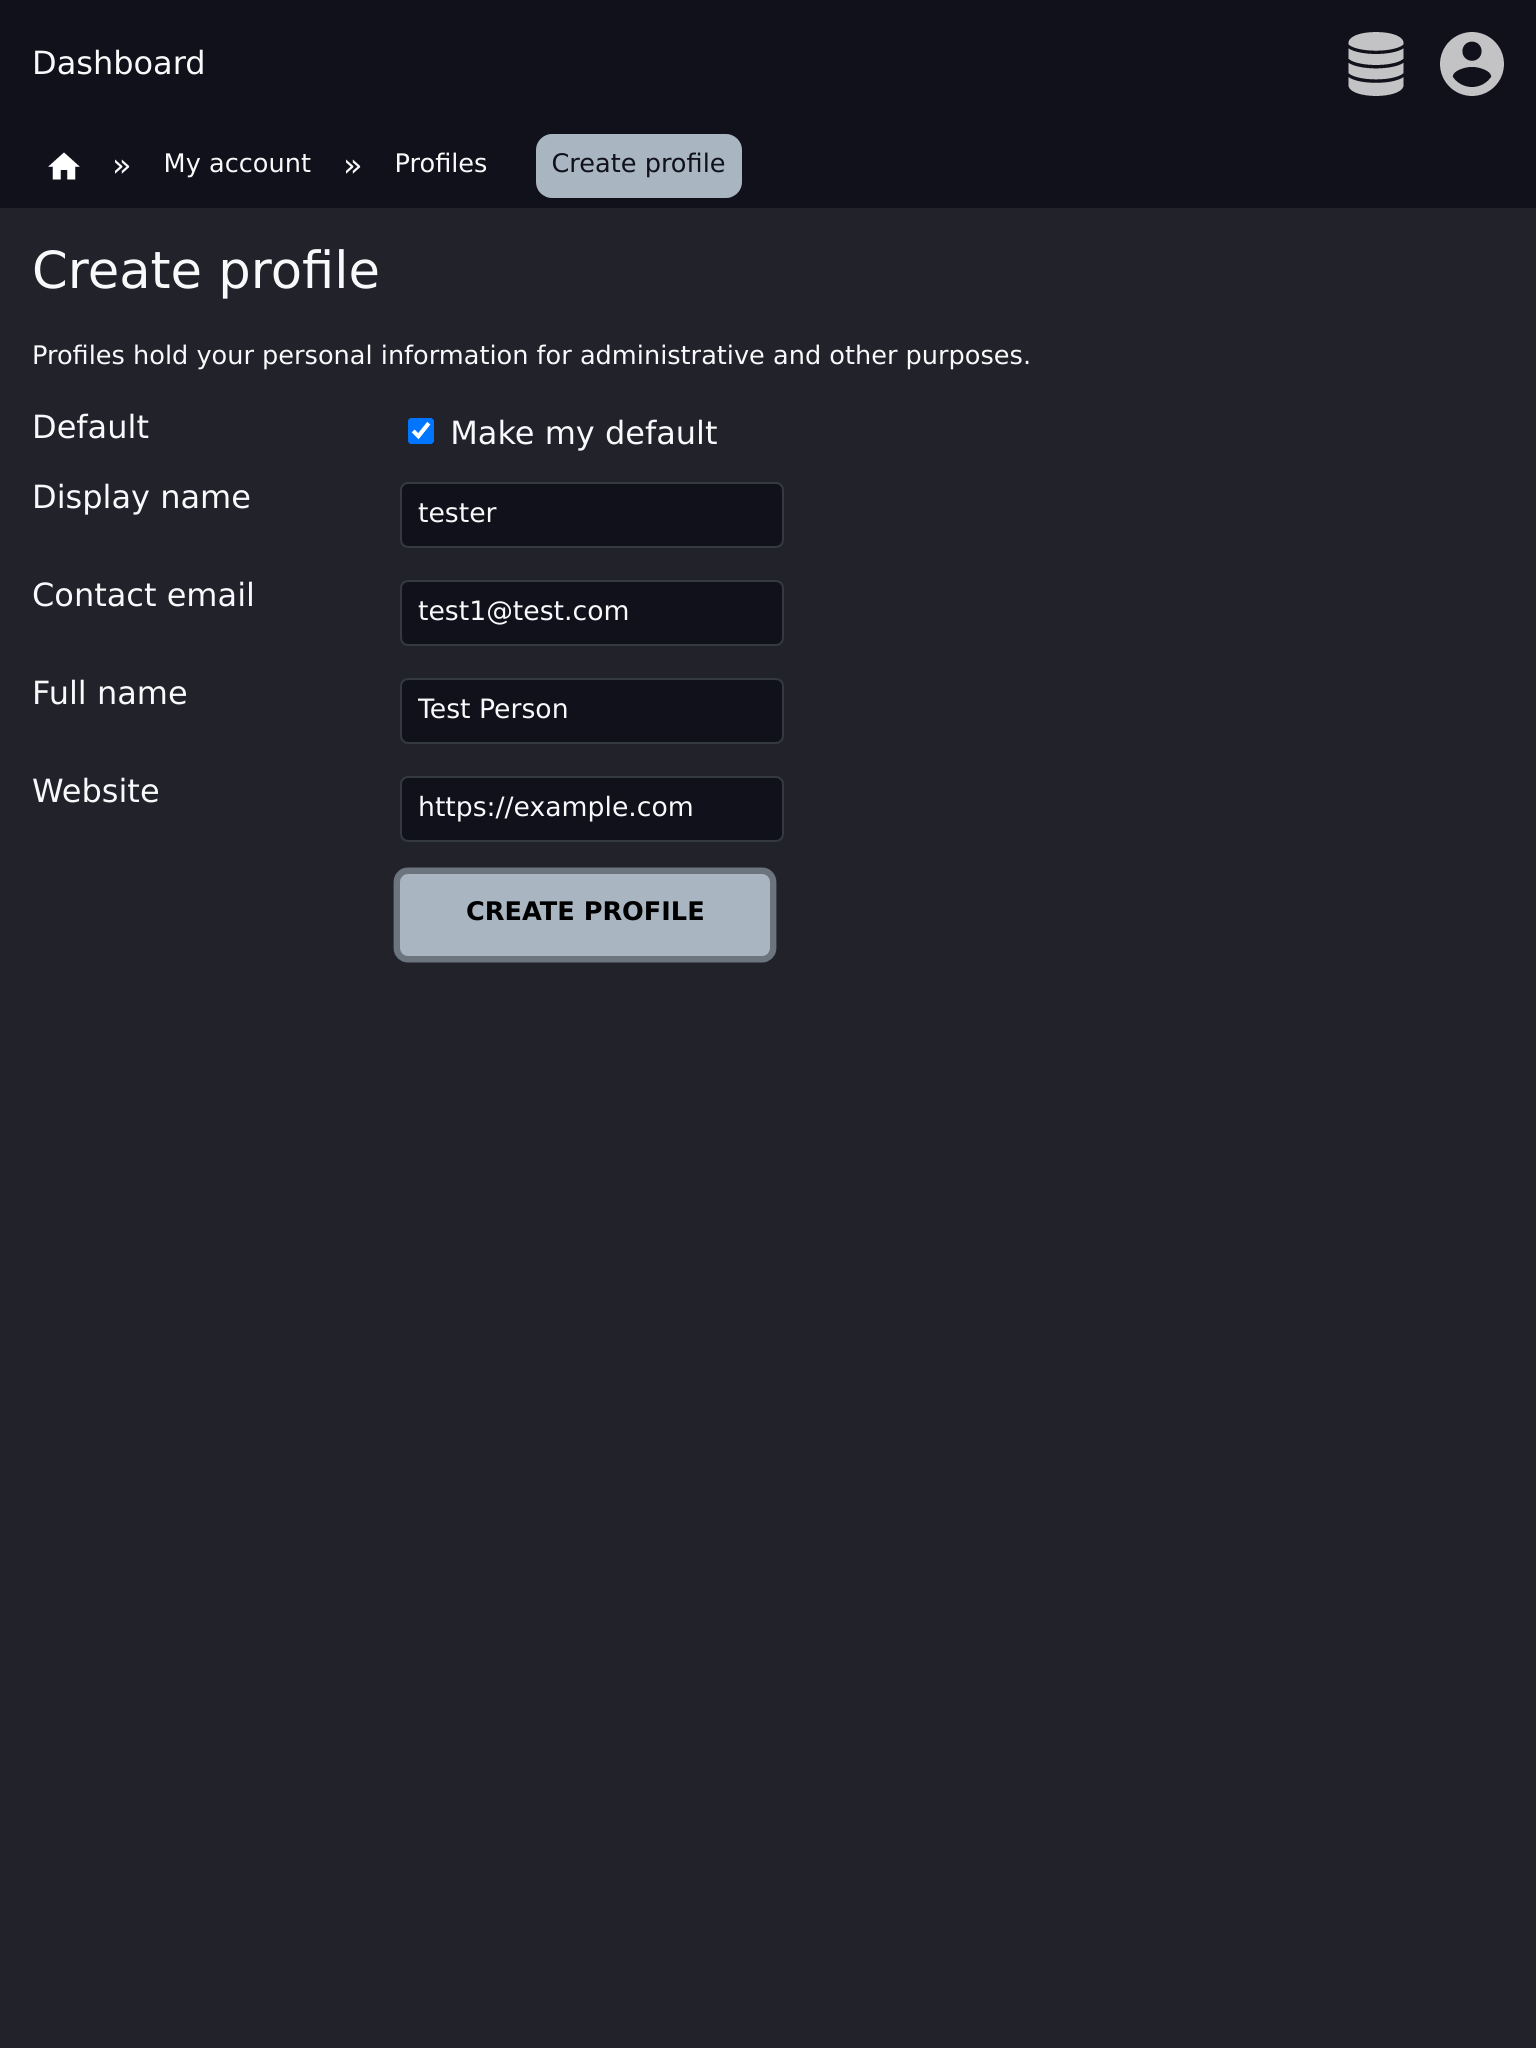 Dashboard
» My account » Profiles Create profile
Create profile
Profiles hold your personal information for administrative and other purposes.
Default Make my default
Display name tester
Contact email test1@test.com
Full name Test Person
Website https://example.com
CREATE PROFILE